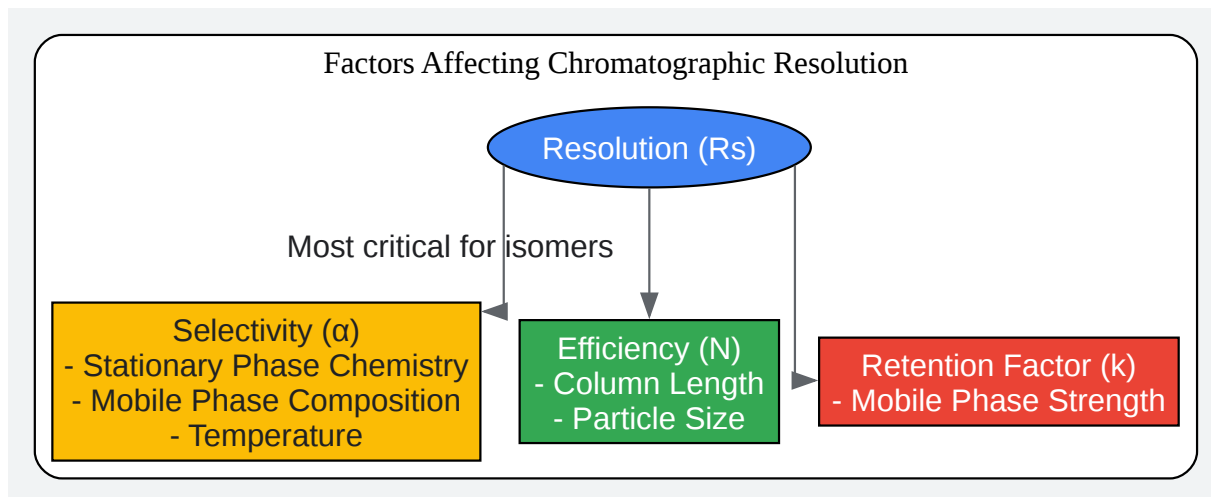 Factors Affecting Chromatographic Resolution
Resolution (Rs)
Most critical for isomers
Selectivity (α)
- Stationary Phase Chemistry
- Mobile Phase Composition
- Temperature
Efficiency (N)
- Column Length
- Particle Size
Retention Factor (k)
- Mobile Phase Strength